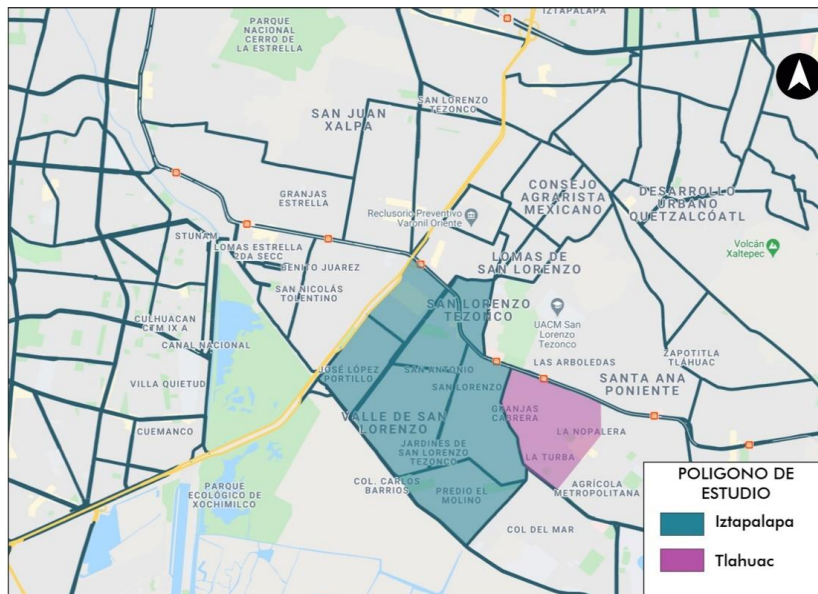 IZTAPALAPA
PARQUE
NACIONAL
CERRO DE
LA ESTRELLA
SAN JUAN
XALPA
SAN LORENZO
TEZONCO
GRANJAS
ESTRELLA
CONSEJO
AGRARISTA
MEXICANO
DESARROLLO
URBANO
QUETZALCÓATL
Reclusorio Preventivo
Varonil Oriente
STUNAM
LOMAS ESTRELLA
2DA SECC
BENITO JUAREZ
Volcán
Xaltepec
LOMAS DE
SAN LORENZO
SAN NICOLÁS
TOLENTINO
SAN LORENZO
TEZONCO
UACM San
Lorenzo
Tezonco
CULHUACAN
CTM IX A
CANAL NACIONAL
LAS ARBOLEDAS
ZAPOTITLA
TLÁHUAC
JOSÉ LÓPEZ
PORTILLO
SAN ANTONIO
SANTA ANA
PONIENTE
VILLA QUIETUD
SAN LORENZO
VALLE DE SAN
LORENZO
GRANJAS
CABRERA
CUEMANCO
LA NOPALERA
JARDINES DE
SAN LORENZO
TEZONCO
LA TURBA
COL. CARLOS
BARRIOS
PARQUE
ECOLÓGICO DE
XOCHIMILCO
PREDIO EL
MOLINO
AGRÍCOLA
METROPOLITANA
COL DEL MAR
POLIGONO DE
ESTUDIO
Iztapalapa
Tlahuac